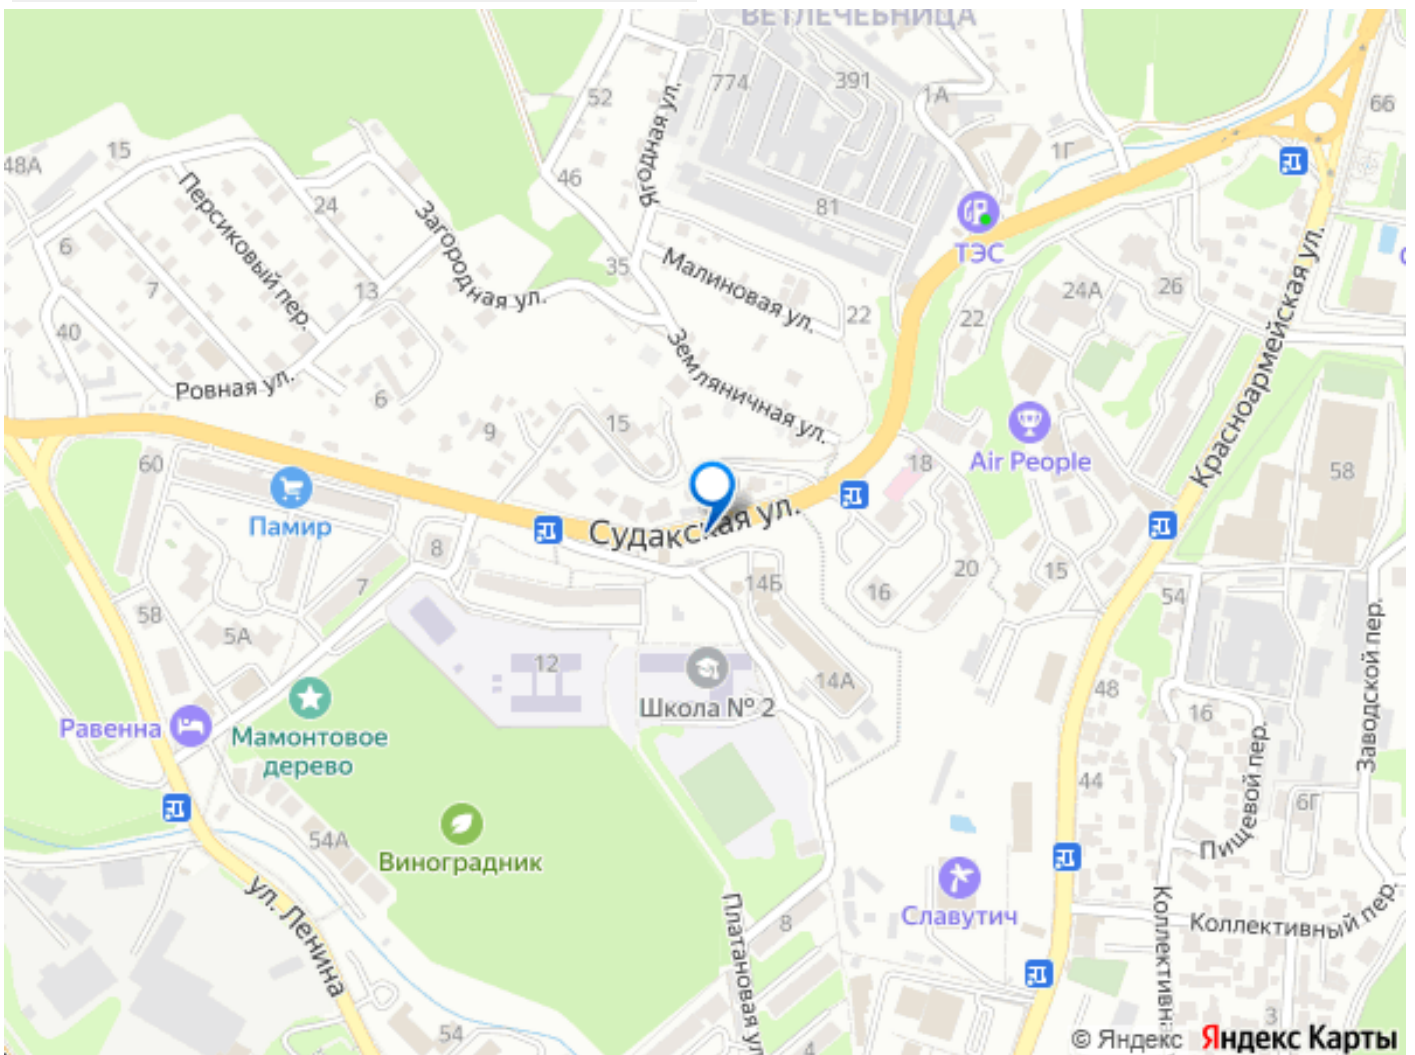 ВЕТЛЕЧЕБНИЦА
774
391
52
1А
66
Ягодная ул.
15
48А
1Г
46
Персиковый пер.
24
81
Загородная ул.
6
ТЭС
35
Малиновая ул.
7
13
24А
26
22
22
40
Земляничная ул.
Красноармейская ул.
Ровная ул.
6
15
9
Air People
58
60
18
Памир
Судакская ул.
8
14Б
20
15
16
7
54
58
5А
12
Заводской пер.
14А
48
Школа № 2
16
Равенна
Мамонтовое
дерево
44
Пищевой пер.
6Г
54А
Виноградник
ул. Ленина
Славутич
Платановая ул
8
Коллективный пер.
Коллективна
3
54
4
© Яндекс Яндекс Карты